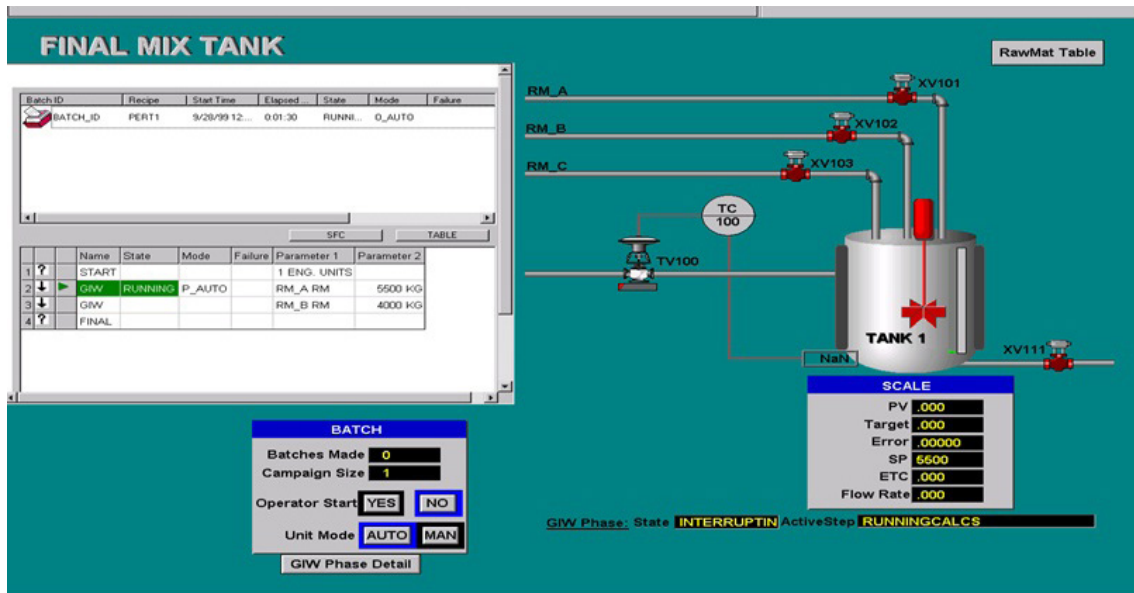 FINAL MIX TANK
RawMat Table
Batch ID Recipe Start Time Elapsed ... State Mode Failure
BATCH_ID PERT1 9/28/99 12... 0:01:30 RUNNI... O_AUTO
SFC TABLE
Name State Mode Failure Parameter 1 Parameter 2
1 ? START 1 ENG. UNITS
2 GIW RUNNING P_AUTO RM_A RM 5500 KG
3 GIW RM_B RM 4000 KG
4 ? FINAL
RM_A
XV101
RM_B
XV102
RM_C
XV103
TC
100
TV100
TANK 1
NaN
XV111
SCALE
PV .000
Target .000
Error .00000
SP 5500
ETC .000
Flow Rate .000
BATCH
Batches Made 0
Campaign Size 1
Operator Start YES NO
Unit Mode AUTO MAN
GIW Phase Detail
GIW Phase: State INTERRUPTIN ActiveStep RUNNINGCALCS